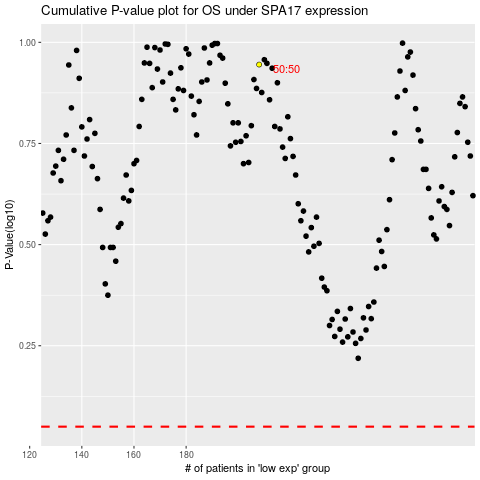 Cumulative P-value plot for OS under SPA17 expression
1.00
50:50
0.75
0.50
0.25
P-Value(log10)
120 140 160 180
# of patients in 'low exp' group